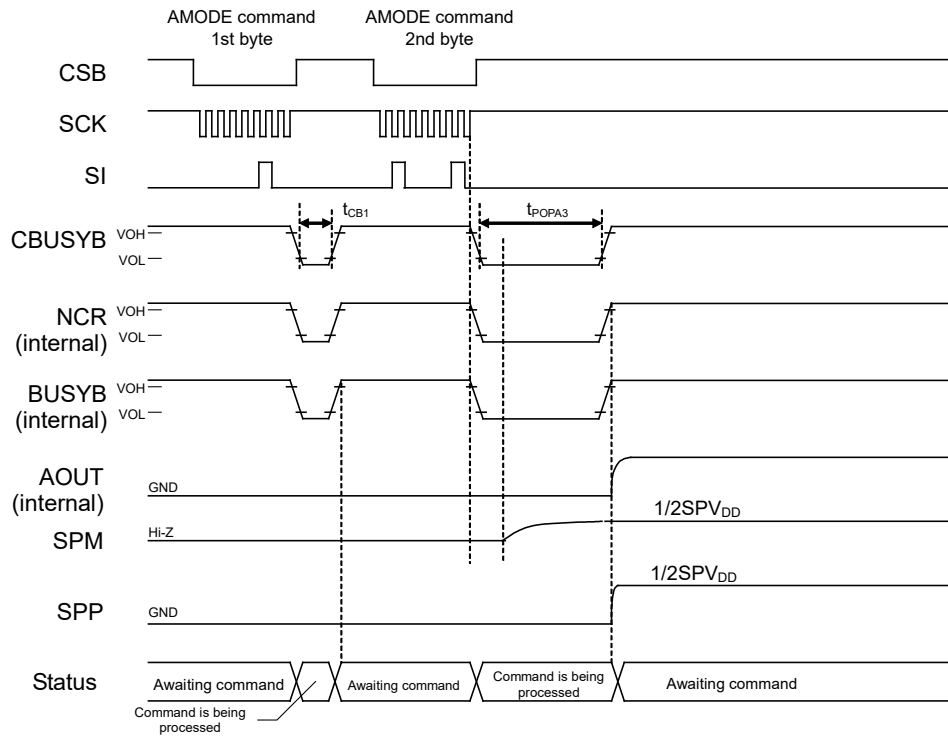 AMODE command
1st byte
AMODE command
2nd byte
CSB
SCK
SI
tCB1
tPOPA3
CBUSYB
VOH
VOL
NCR
(internal)
VOH
VOL
BUSYB
(internal)
VOH
VOL
AOUT
(internal)
GND
SPM
Hi-Z
1/2SPVDD
SPP
GND
1/2SPVDD
Status
Awaiting command
Command is being
processed
Awaiting command
Command is being
processed
Awaiting command